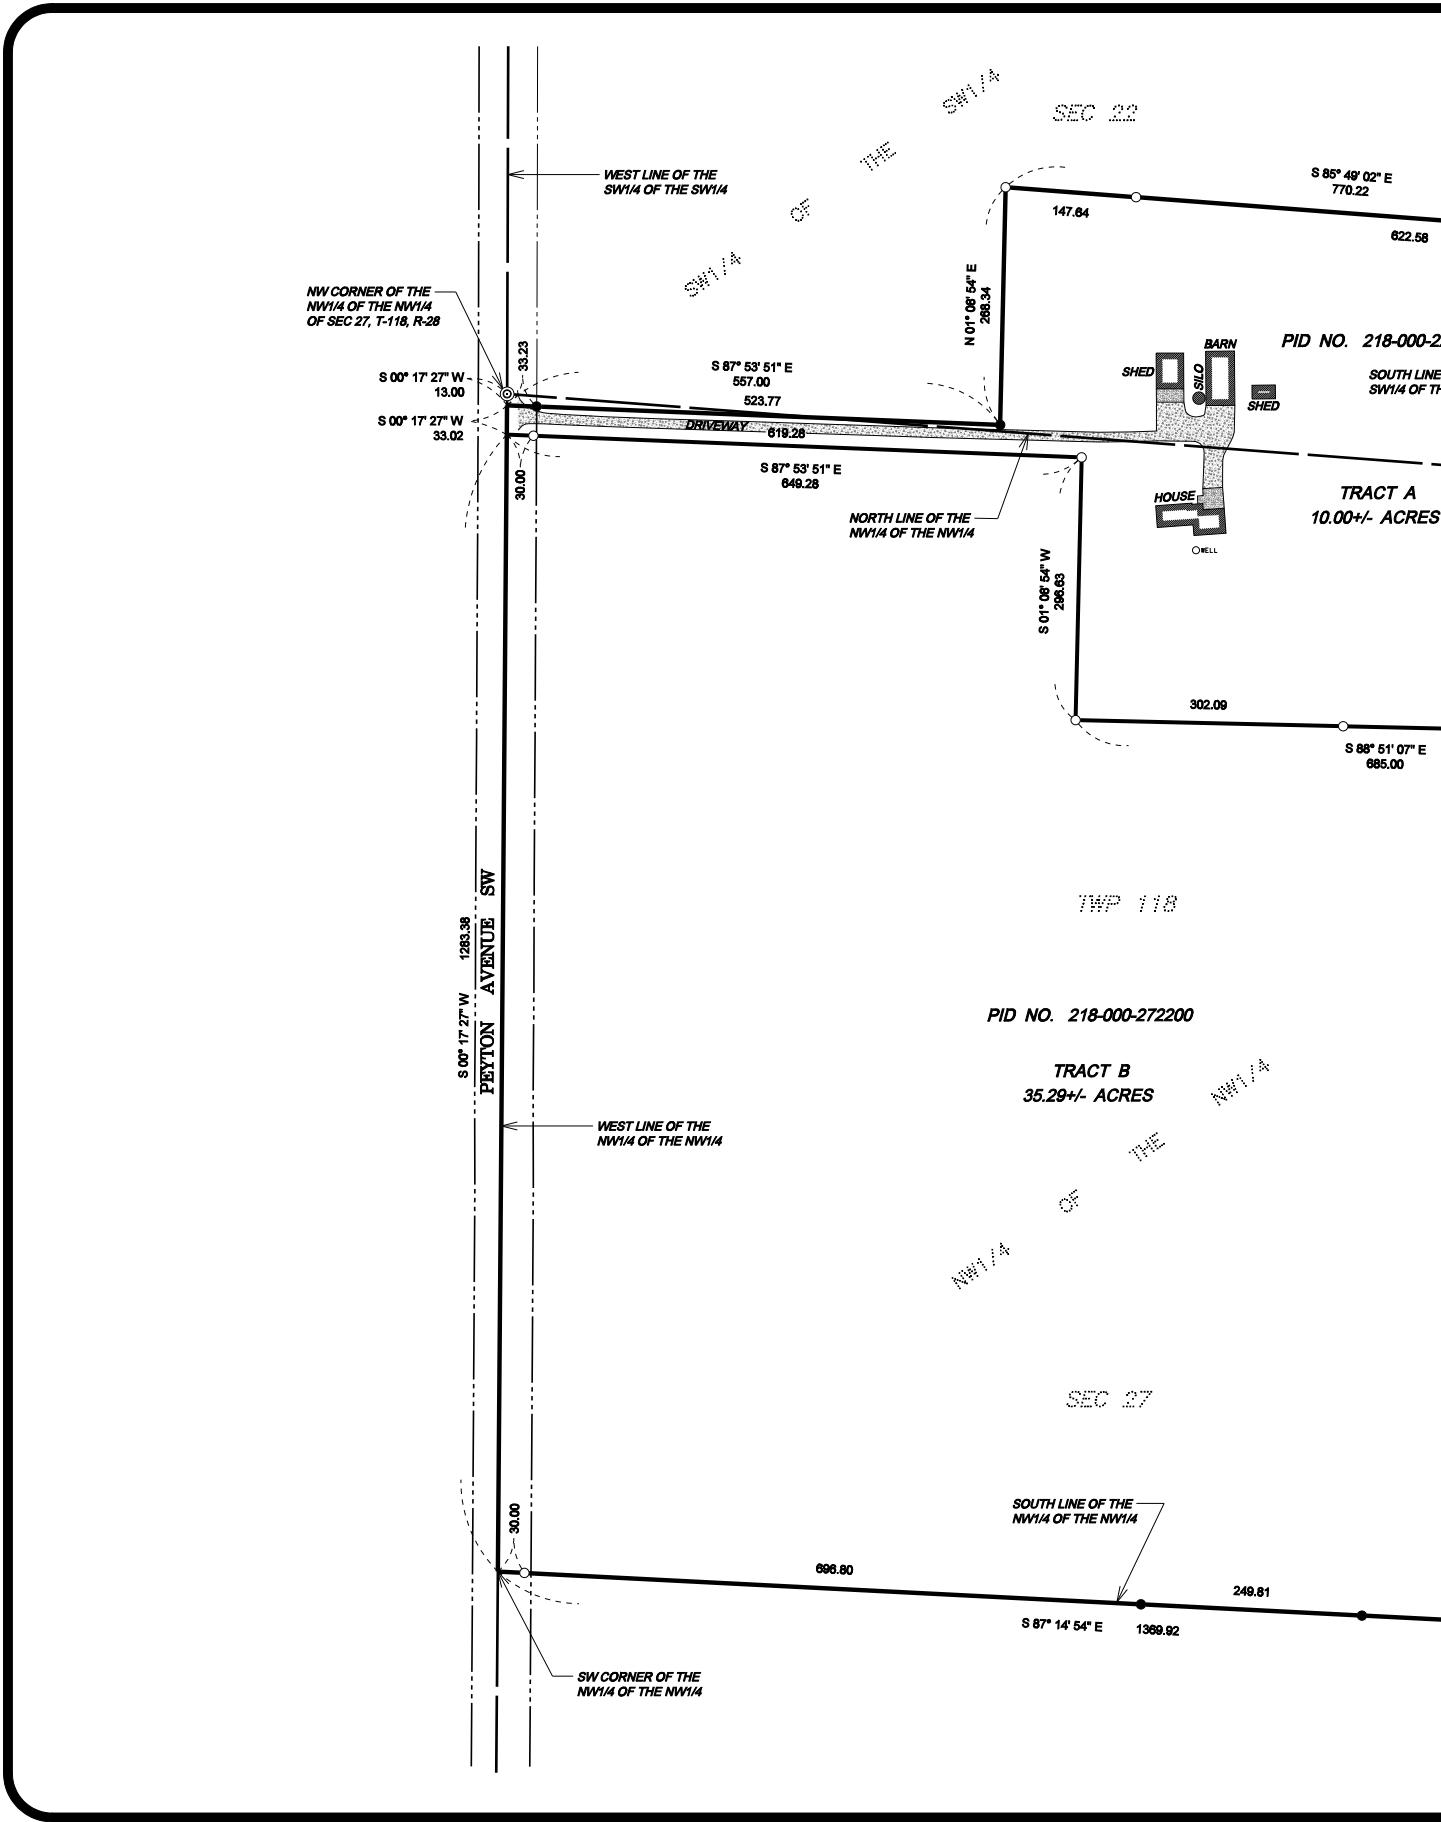 SW1/4
SEC 22
THE
OF
SW1/4
WEST LINE OF THE
SW1/4 OF THE SW1/4
S 85° 49' 02" E
770.22
147.64
622.58
N 01° 08' 54" E
268.34
NW CORNER OF THE
NW1/4 OF THE NW1/4
OF SEC 27, T-118, R-28
33.23
S 00° 17' 27" W
13.00
S 87° 53' 51" E
557.00
523.77
S 00° 17' 27" W
33.02
DRIVEWAY
619.28
30.00
S 87° 53' 51" E
649.28
BARN
PID NO. 218-000-2
SHED
SILO
SOUTH LINE
SW1/4 OF TH
SHED
NORTH LINE OF THE
NW1/4 OF THE NW1/4
HOUSE
TRACT A
10.00+/- ACRES
WELL
S 01° 08' 54" W
296.63
302.09
S 88° 51' 07" E
685.00
TWP 118
S 00° 17' 27" W 1283.38
PEYTON AVENUE SW
PID NO. 218-000-272200
TRACT B
35.29+/- ACRES
NW1/4
THE
OF
NW1/4
WEST LINE OF THE
NW1/4 OF THE NW1/4
SEC 27
30.00
SOUTH LINE OF THE
NW1/4 OF THE NW1/4
696.80
249.61
S 87° 14' 54" E 1369.92
SW CORNER OF THE
NW1/4 OF THE NW1/4